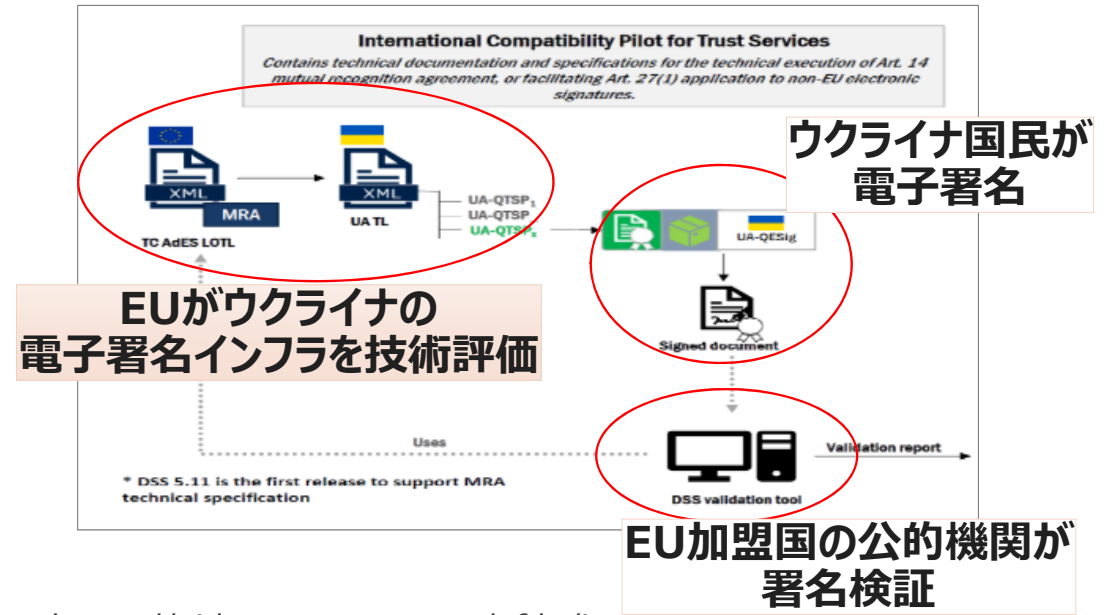 International Compatibility Pilot for Trust Services
Contains technical documentation and specifications for the technical execution of Art. 14
mutual recognition agreement, or facilitating Art. 27(1) application to non-EU electronic
signatures.
ウクライナ国民が
電子署名
XML
MRA
TC AdES LOTL
XML
UA TL
UA-QTSP₁
UA-QTSP
UA-QTSPₓ
UA-QESig
EUがウクライナの
電子署名インフラを技術評価
Signed document
Uses
Validation report
* DSS 5.11 is the first release to support MRA
technical specification
DSS validation tool
EU加盟国の公的機関が
署名検証